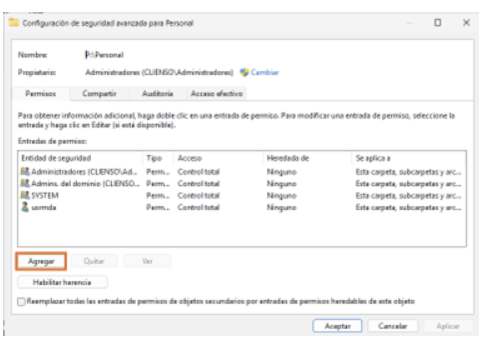 Configuración de seguridad avanzada para Personal
Nombre: P:\Personal
Propietario: Administradores (CLIENSO\Administradores) Cambiar
Permisos Compartir Auditoría Acceso efectivo
Para obtener información adicional, haga doble clic en una entrada de permiso. Para modificar una entrada de permiso, seleccione la
entrada y haga clic en Editar (si está disponible).
Entradas de permiso:
Entidad de seguridad Tipo Acceso Heredada de Se aplica a
Administradores (CLIENSO\Ad... Perm... Control total Ninguno Esta carpeta, subcarpetas y arc...
Admins. del dominio (CLIENSO... Perm... Control total Ninguno Esta carpeta, subcarpetas y arc...
SYSTEM Perm... Control total Ninguno Esta carpeta, subcarpetas y arc...
usrmda Perm... Control total Ninguno Esta carpeta, subcarpetas y arc...
Agregar Quitar Ver
Habilitar herencia
Reemplazar todas las entradas de permisos de objetos secundarios por entradas de permisos heredables de este objeto
Aceptar Cancelar Aplicar